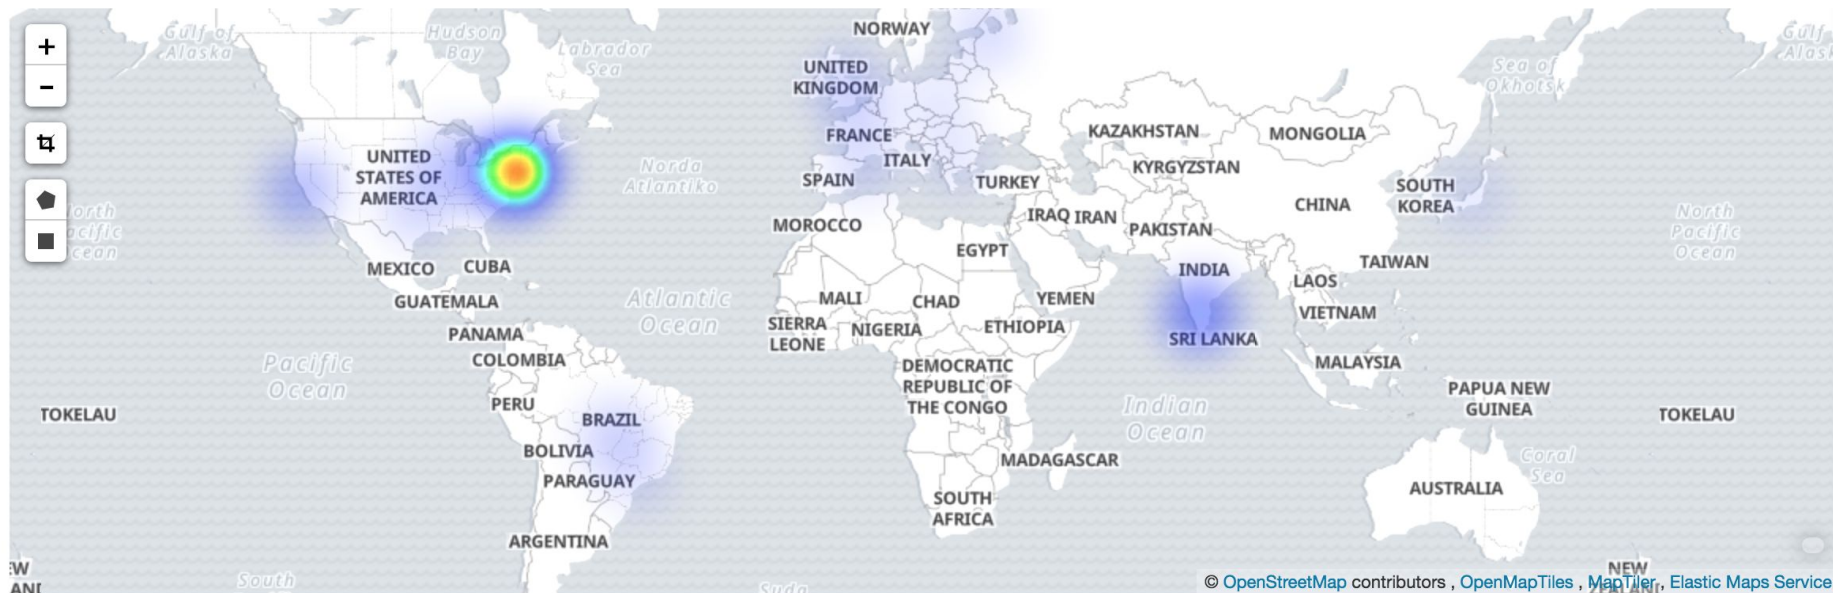 +
−
Gulf of
Alaska
Hudson
Bay
Labrador
Sea
NORWAY
UNITED
KINGDOM
Sea of
Okhotsk
Gulf
Alask
FRANCE
ITALY
SPAIN
TURKEY
KAZAKHSTAN
MONGOLIA
KYRGYZSTAN
UNITED
STATES OF
AMERICA
Norda
Atlantiko
SOUTH
KOREA
CHINA
orth
acific
cean
North
Pacific
Ocean
MOROCCO
IRAQ
IRAN
PAKISTAN
EGYPT
TAIWAN
MEXICO
CUBA
INDIA
LAOS
GUATEMALA
Atlantic
Ocean
MALI
CHAD
YEMEN
VIETNAM
PANAMA
SIERRA
LEONE
NIGERIA
ETHIOPIA
SRI LANKA
COLOMBIA
Pacific
Ocean
DEMOCRATIC
REPUBLIC OF
THE CONGO
MALAYSIA
PERU
BRAZIL
TOKELAU
Indian
Ocean
PAPUA NEW
GUINEA
TOKELAU
BOLIVIA
PARAGUAY
MADAGASCAR
Coral
Sea
SOUTH
AFRICA
AUSTRALIA
ARGENTINA
EW
ANI
South
Suda
NEW
© OpenStreetMap contributors , OpenMapTiles , MapTiler , Elastic Maps Service